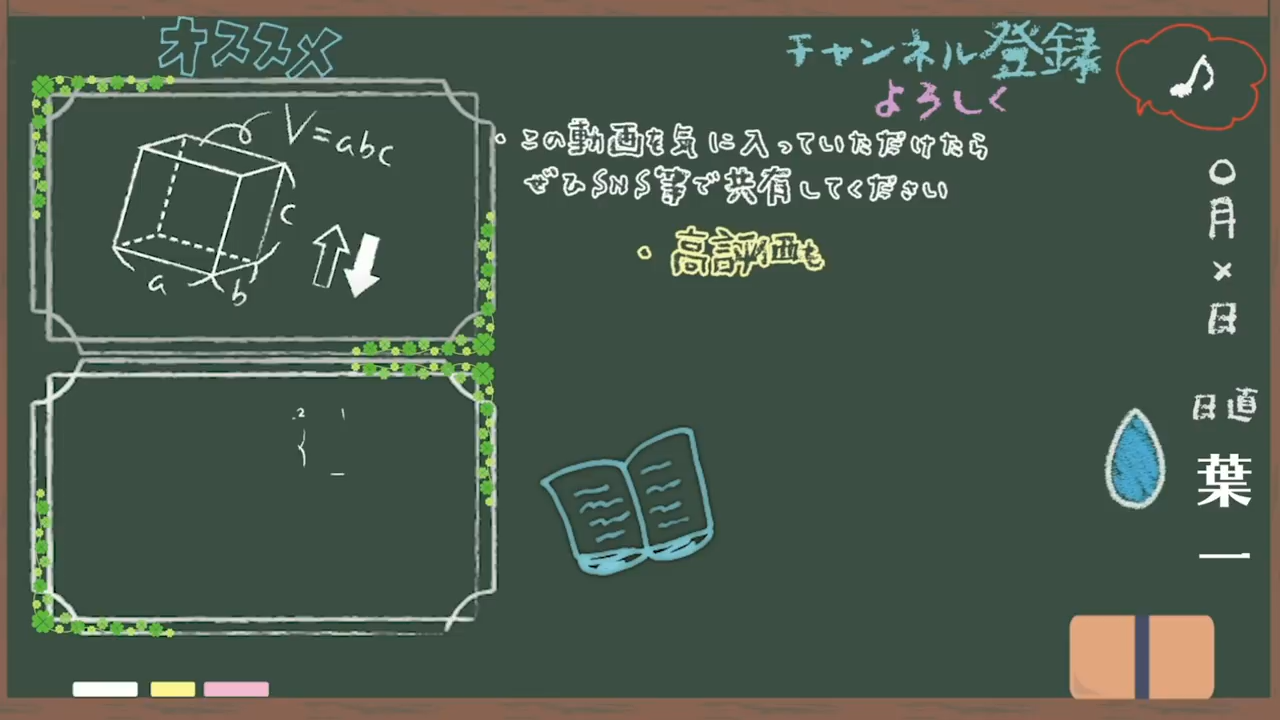 オススメ
チャンネル登録
よろしく
V=abc
c
a
b
・この動画を気に入っていただけたら
ぜひSNS等で共有してください
・高評価も
〇月×日
日直
葉一
2
{